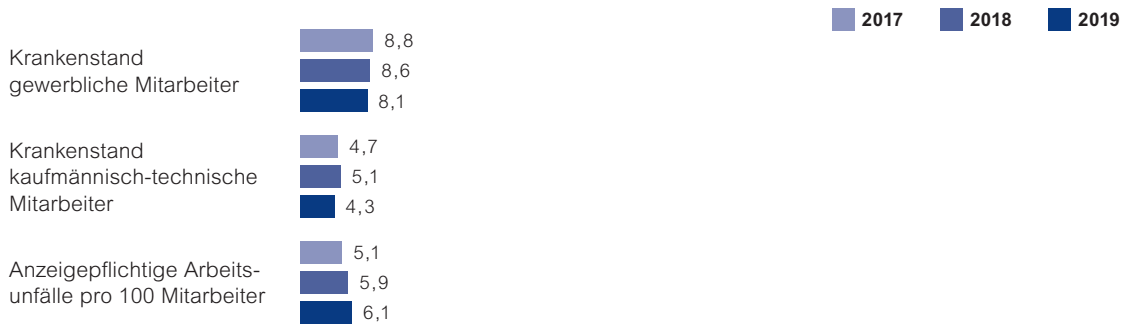 2017 2018 2019
Krankenstand
gewerbliche Mitarbeiter
8,8
8,6
8,1
Krankenstand
kaufmännisch-technische
Mitarbeiter
4,7
5,1
4,3
Anzeigepflichtige Arbeits-
unfälle pro 100 Mitarbeiter
5,1
5,9
6,1